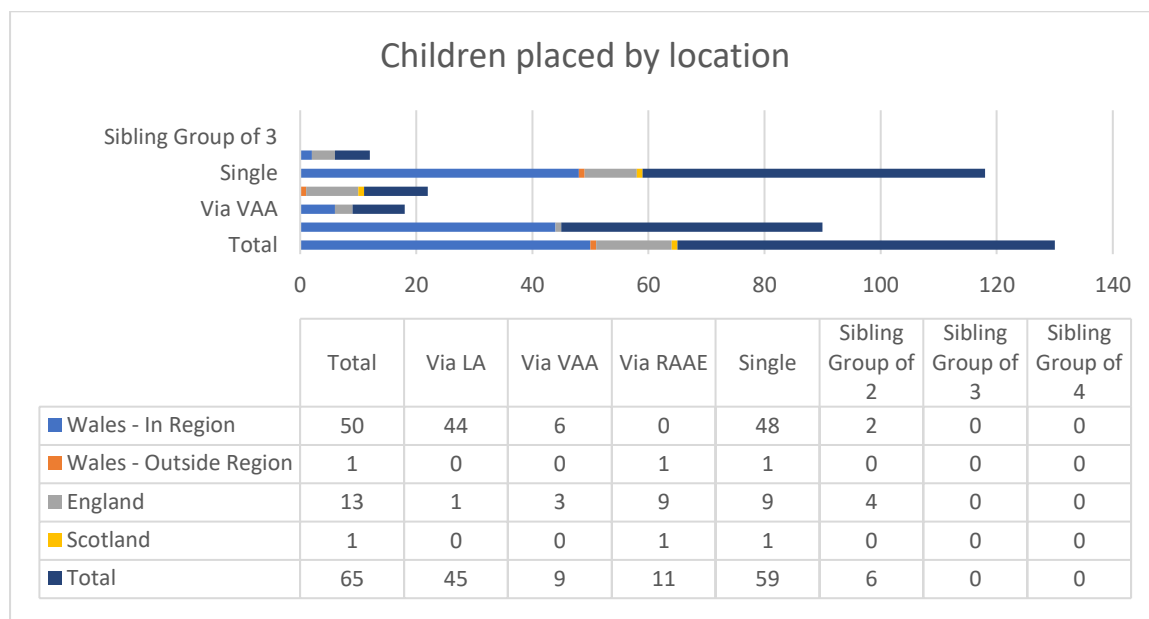 Children placed by location
Sibling Group of 3
Single
Via VAA
Total
0 20 40 60 80 100 120 140
Total Via LA Via VAA Via RAAE Single Sibling Group of 2 Sibling Group of 3 Sibling Group of 4
Wales - In Region 50 44 6 0 48 2 0 0
Wales - Outside Region 1 0 0 1 1 0 0 0
England 13 1 3 9 9 4 0 0
Scotland 1 0 0 1 1 0 0 0
Total 65 45 9 11 59 6 0 0